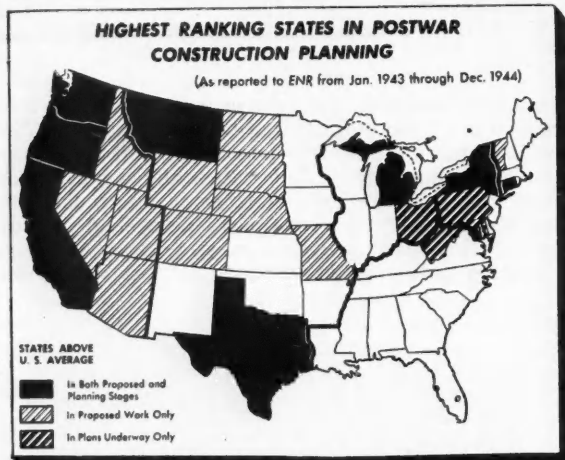 HIGHEST RANKING STATES IN POSTWAR
CONSTRUCTION PLANNING
(As reported to ENR from Jan. 1943 through Dec. 1944)
STATES ABOVE
U. S. AVERAGE
In Both Proposed and
Planning Stages
In Proposed Work Only
In Plans Underway Only